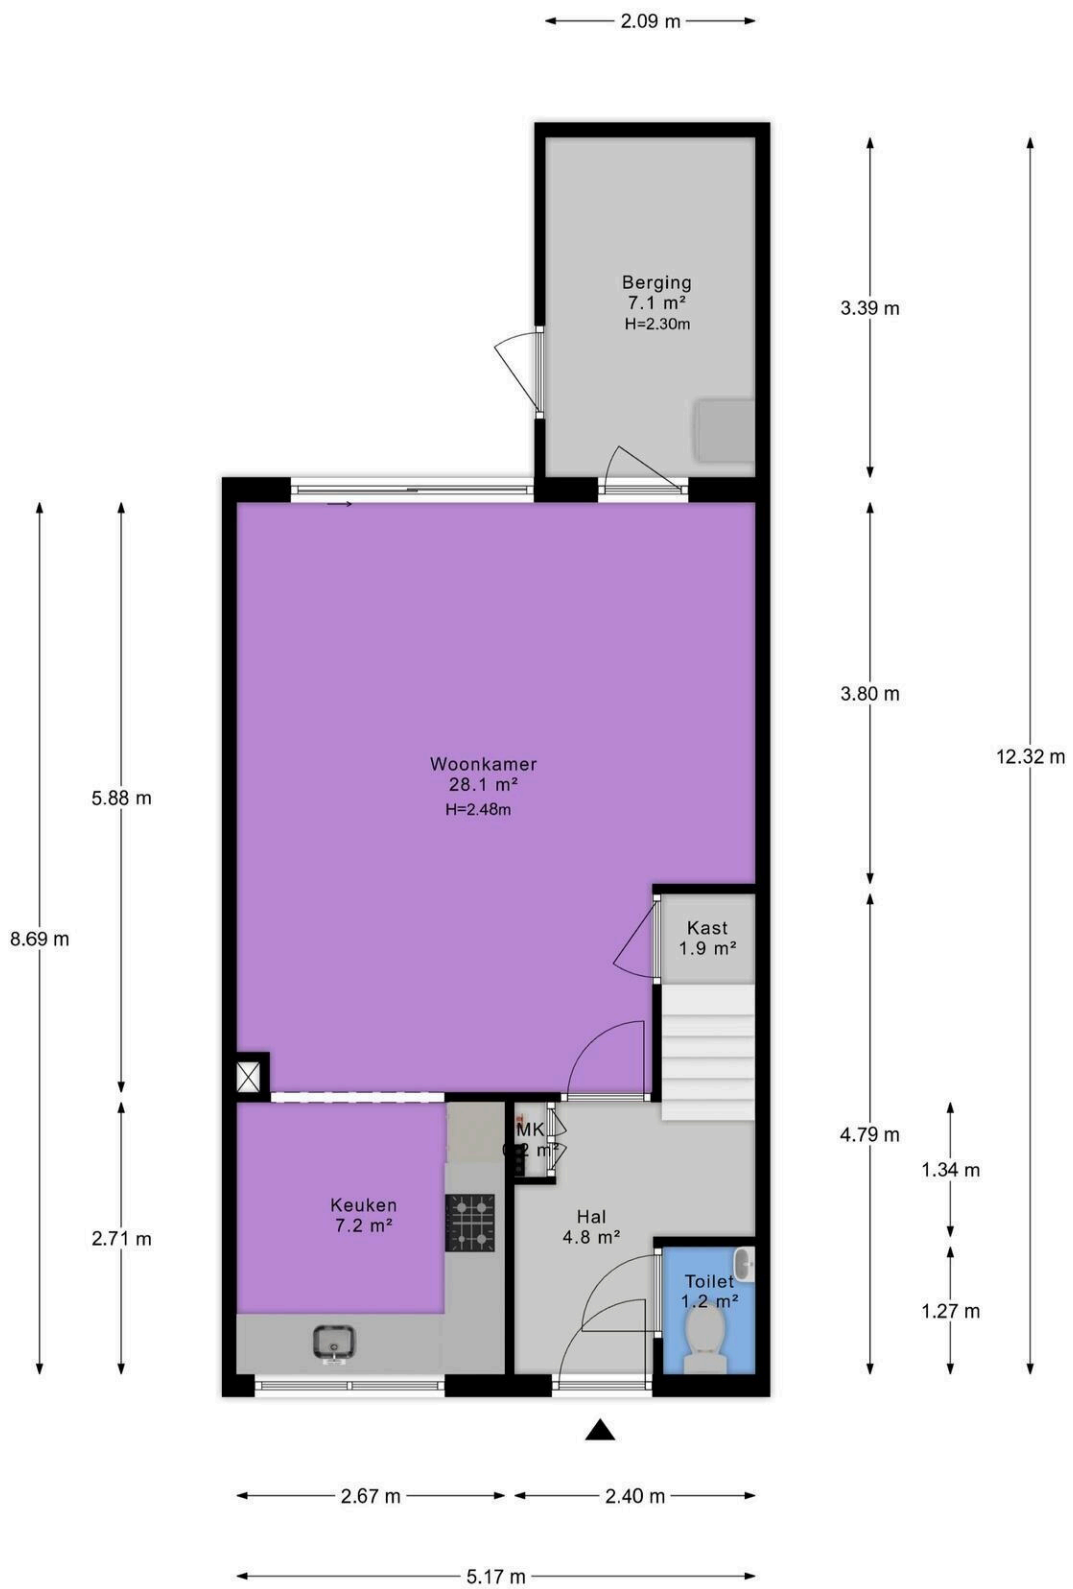 2.09 m
Berging
7.1 m²
H=2.30m
3.39 m
3.80 m
12.32 m
Woonkamer
28.1 m²
H=2.48m
5.88 m
8.69 m
Kast
1.9 m²
MK
m²
4.79 m
1.34 m
Keuken
7.2 m²
Hal
4.8 m²
2.71 m
Toilet
1.2 m²
1.27 m
2.67 m
2.40 m
5.17 m